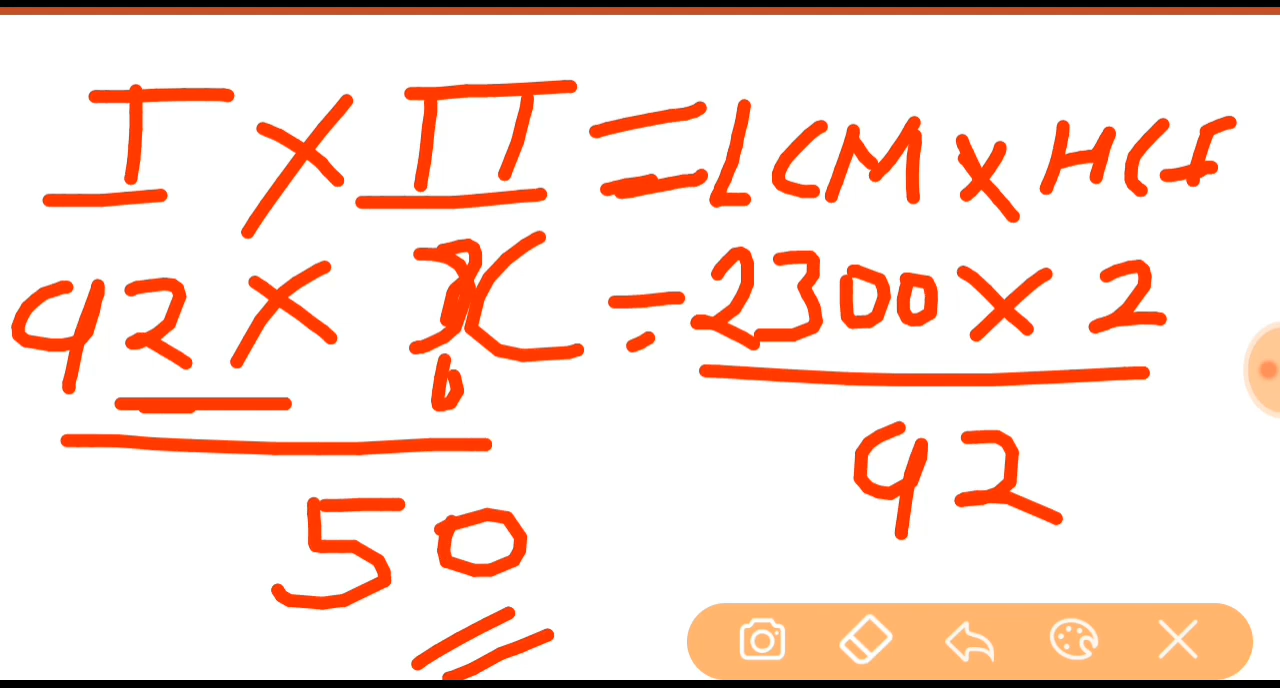 I X II = LCM X HCF
92 X x = 2300 X 2
92
50